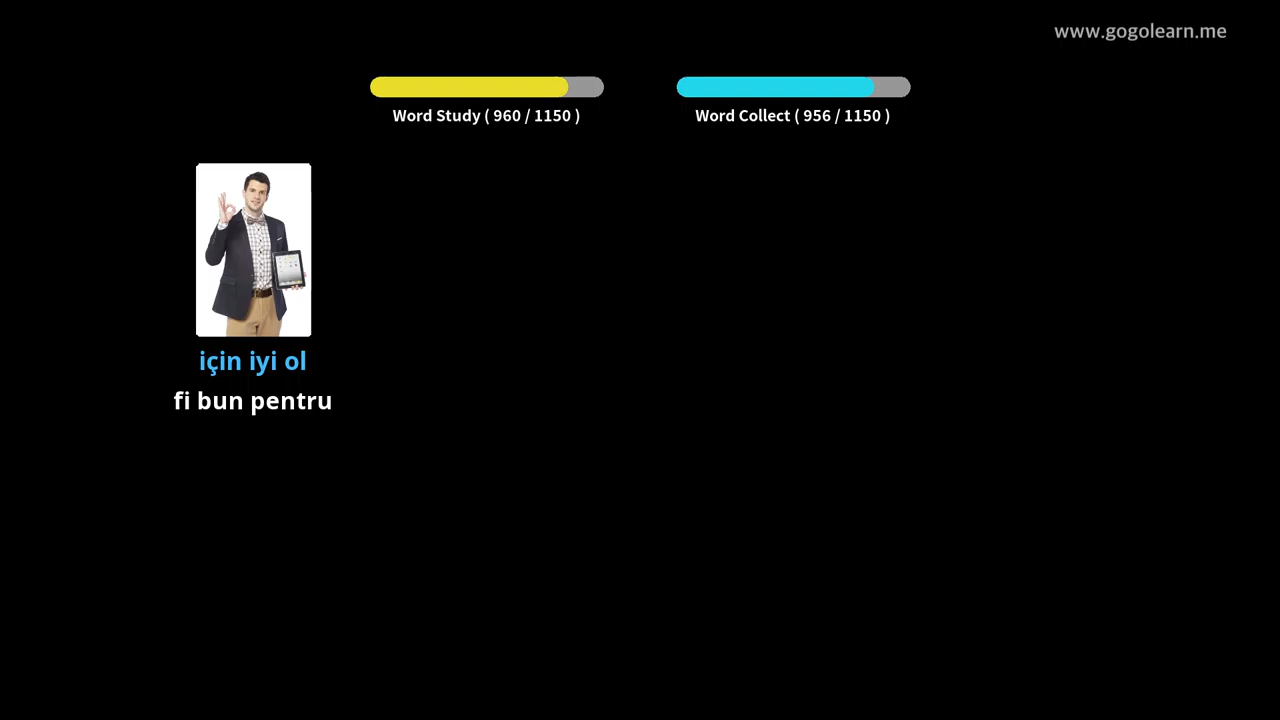 www.gogolearn.me
Word Study ( 960 / 1150 )
Word Collect ( 956 / 1150 )
için iyi ol
fi bun pentru